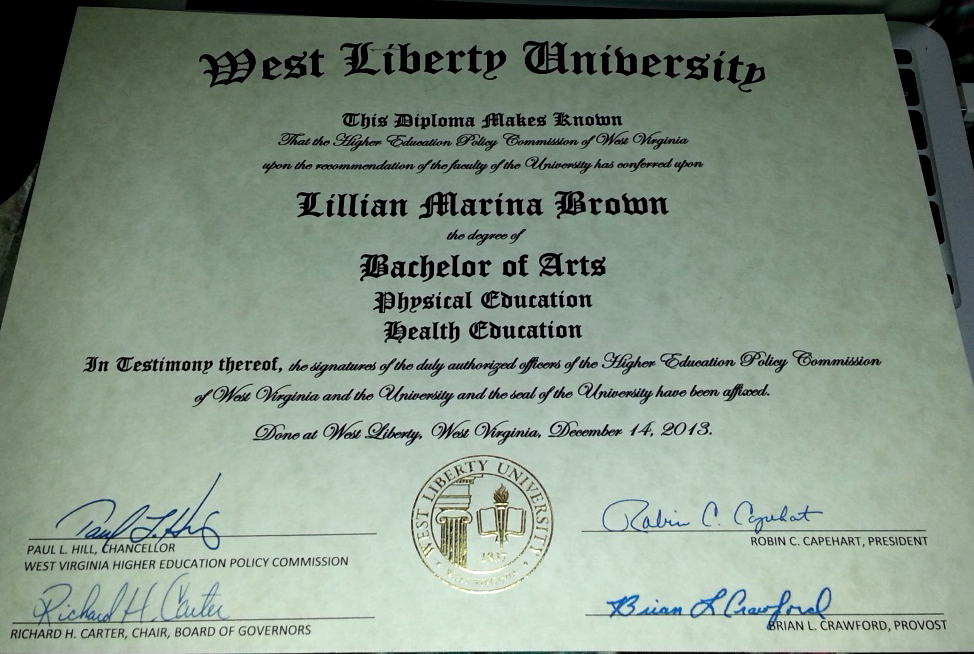 West Liberty University
This Diploma Makes Known
That the Higher Education Policy Commission of West Virginia
upon the recommendation of the faculty of the University has conferred upon
Lillian Marina Brown
the degree of
Bachelor of Arts
Physical Education
Health Education
In Testimony thereof, the signatures of the duly authorized officers of the Higher Education Policy Commission
of West Virginia and the University and the seal of the University have been affixed.
Done at West Liberty, West Virginia, December 14, 2013.
WEST LIBERTY UNIVERSITY
1837
Paul L. Hill
PAUL L. HILL, CHANCELLOR
WEST VIRGINIA HIGHER EDUCATION POLICY COMMISSION
Robin C. Capehart
ROBIN C. CAPEHART, PRESIDENT
Richard H. Carter
RICHARD H. CARTER, CHAIR, BOARD OF GOVERNORS
Brian L Crawford
BRIAN L. CRAWFORD, PROVOST